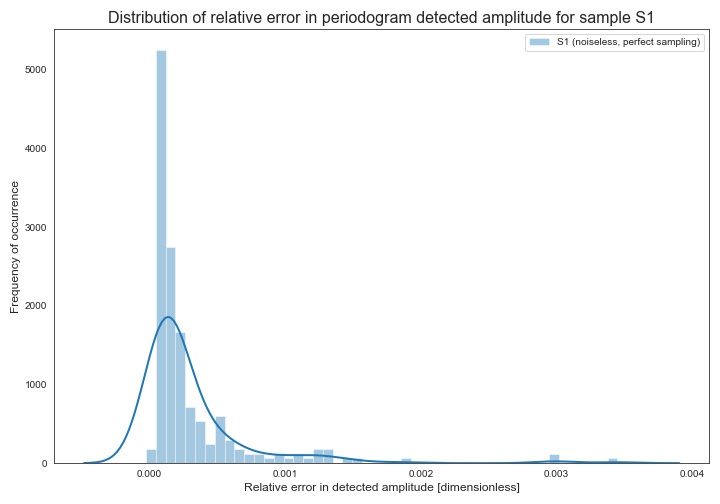 Distribution of relative error in periodogram detected amplitude for sample S1
S1 (noiseless, perfect sampling)
5000
4000
3000
2000
1000
0
Frequency of occurrence
0.000 0.001 0.002 0.003 0.004
Relative error in detected amplitude [dimensionless]